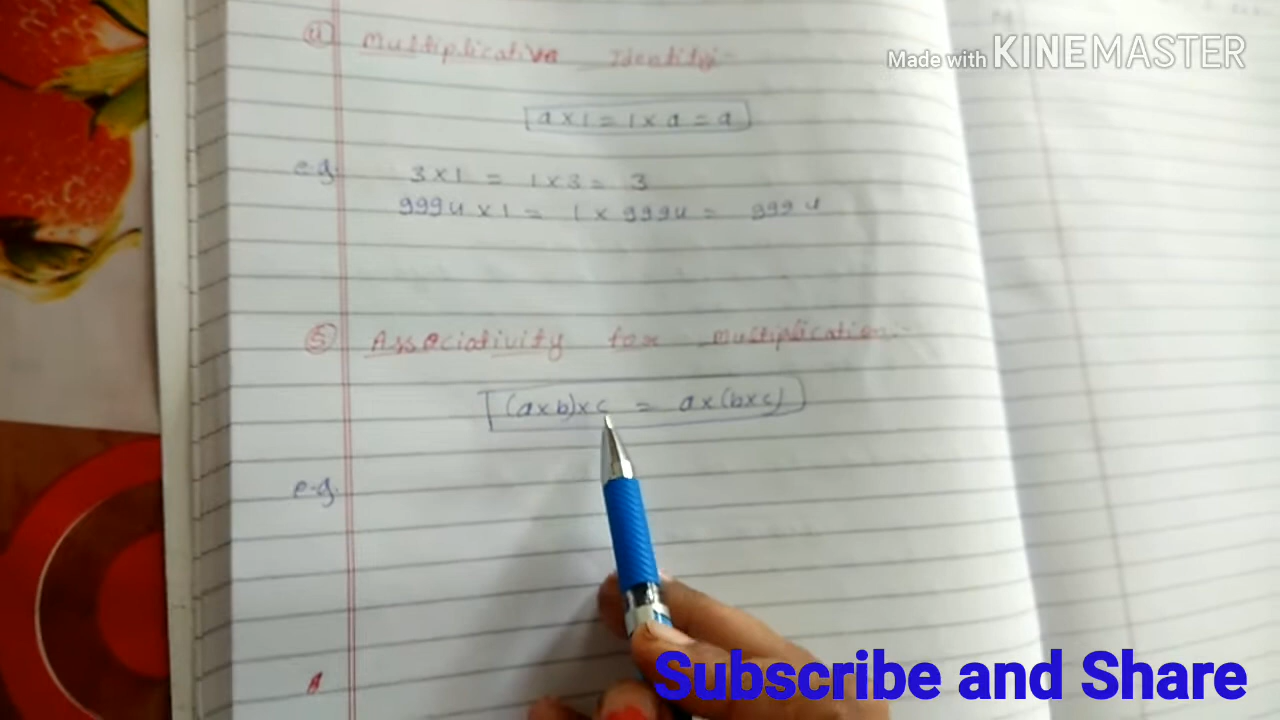 ④ Multiplicative Identity:-
Made with KINEMASTER
a×1 = 1×a = a
e.g. 3×1 = 1×3 = 3
9994×1 = 1 × 9994 = 9994
⑤ Associativity for multiplication:-
(a×b)×c = a×(b×c)
e.g.
A
Subscribe and Share